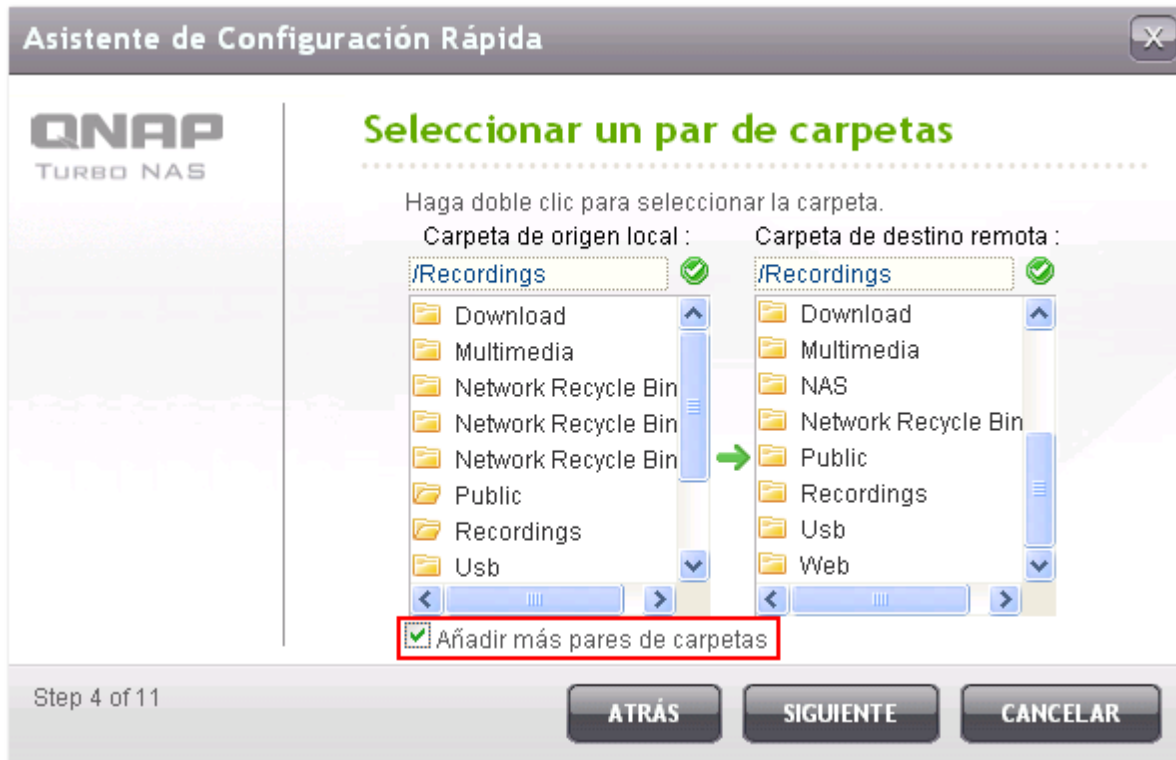 Asistente de Configuración Rápida
X
QNAP
TURBO NAS
Seleccionar un par de carpetas
Haga doble clic para seleccionar la carpeta.
Carpeta de origen local :
/Recordings
Download
Multimedia
Network Recycle Bin
Network Recycle Bin
Network Recycle Bin
Public
Recordings
Usb
Carpeta de destino remota :
/Recordings
Download
Multimedia
NAS
Network Recycle Bin
Public
Recordings
Usb
Web
Añadir más pares de carpetas
Step 4 of 11
ATRÁS
SIGUIENTE
CANCELAR